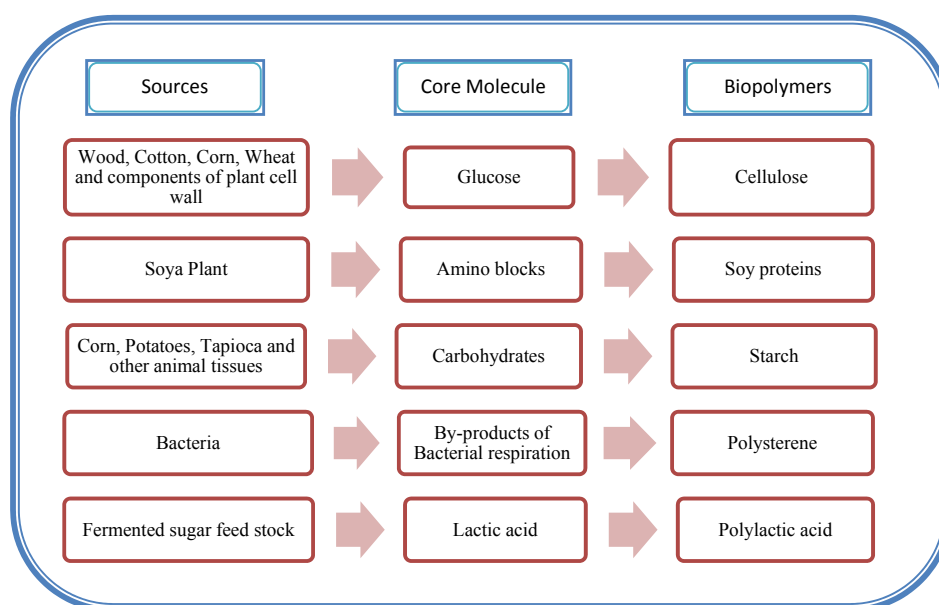 Sources
Core Molecule
Biopolymers
Wood, Cotton, Corn, Wheat
and components of plant cell
wall
Glucose
Cellulose
Soya Plant
Amino blocks
Soy proteins
Corn, Potatoes, Tapioca and
other animal tissues
Carbohydrates
Starch
Bacteria
By-products of
Bacterial respiration
Polysterene
Fermented sugar feed stock
Lactic acid
Polylactic acid